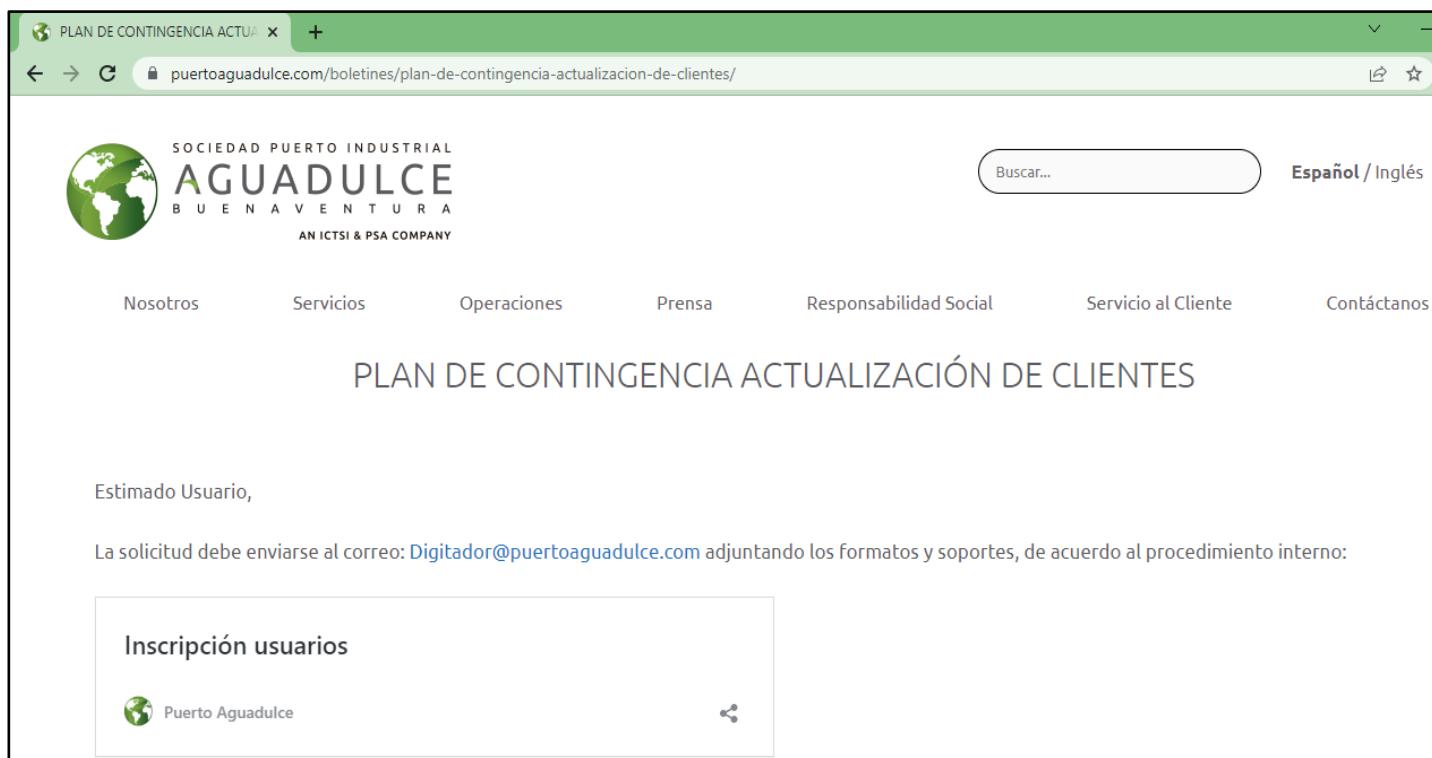 PLAN DE CONTINGENCIA ACTUA
puertoaguadulce.com/boletines/plan-de-contingencia-actualizacion-de-clientes/
SOCIEDAD PUERTO INDUSTRIAL
AGUADULCE
BUENAVENTURA
AN ICTSI & PSA COMPANY
Buscar...
Español / Inglés
Nosotros Servicios Operaciones Prensa Responsabilidad Social Servicio al Cliente Contáctanos
PLAN DE CONTINGENCIA ACTUALIZACIÓN DE CLIENTES
Estimado Usuario,
La solicitud debe enviarse al correo: Digitador@puertoaguadulce.com adjuntando los formatos y soportes, de acuerdo al procedimiento interno:
Inscripción usuarios
Puerto Aguadulce